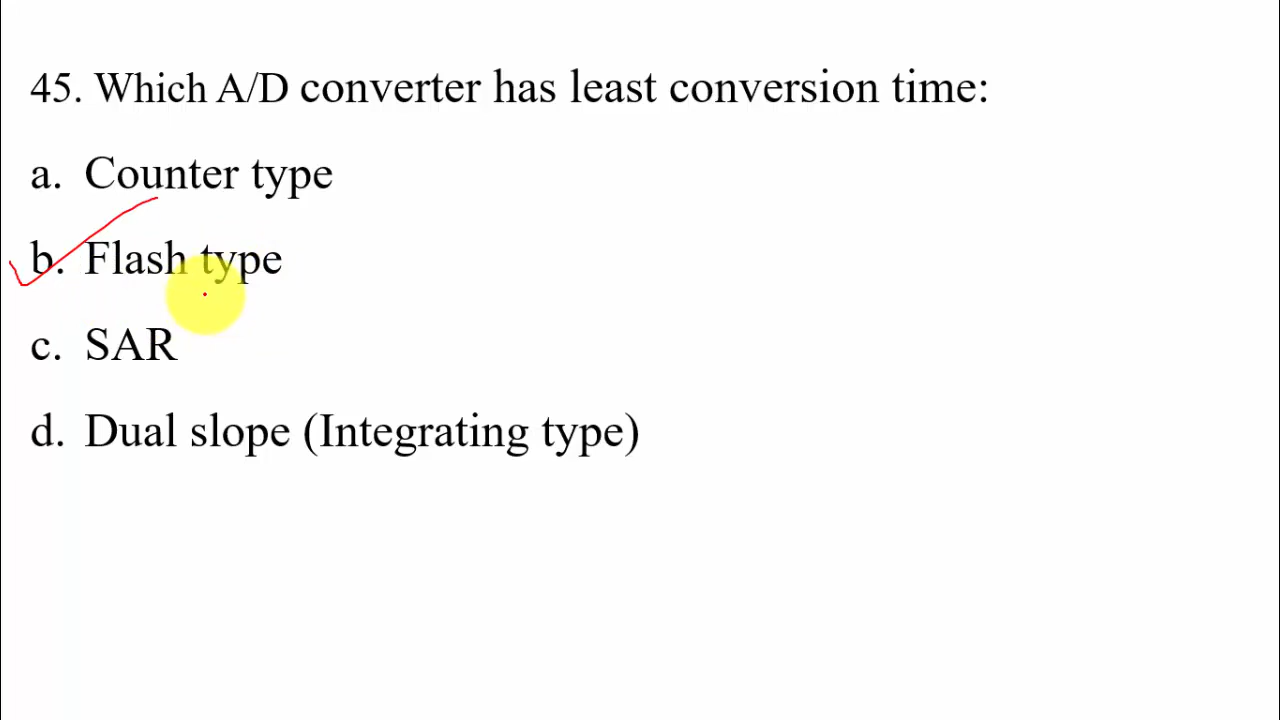 45. Which A/D converter has least conversion time:
a. Counter type
b. Flash type
c. SAR
d. Dual slope (Integrating type)